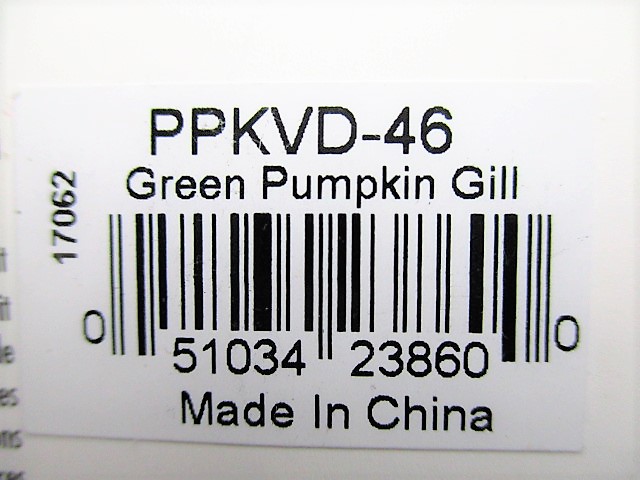 PPKVD-46
Green Pumpkin Gill
17062
0 51034 23860 0
Made In China